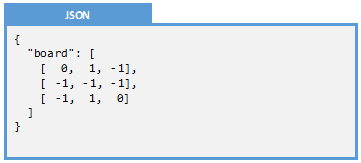 JSON
{
  "board": [
    [  0,  1, -1],
    [ -1, -1, -1],
    [ -1,  1,  0]
  ]
}